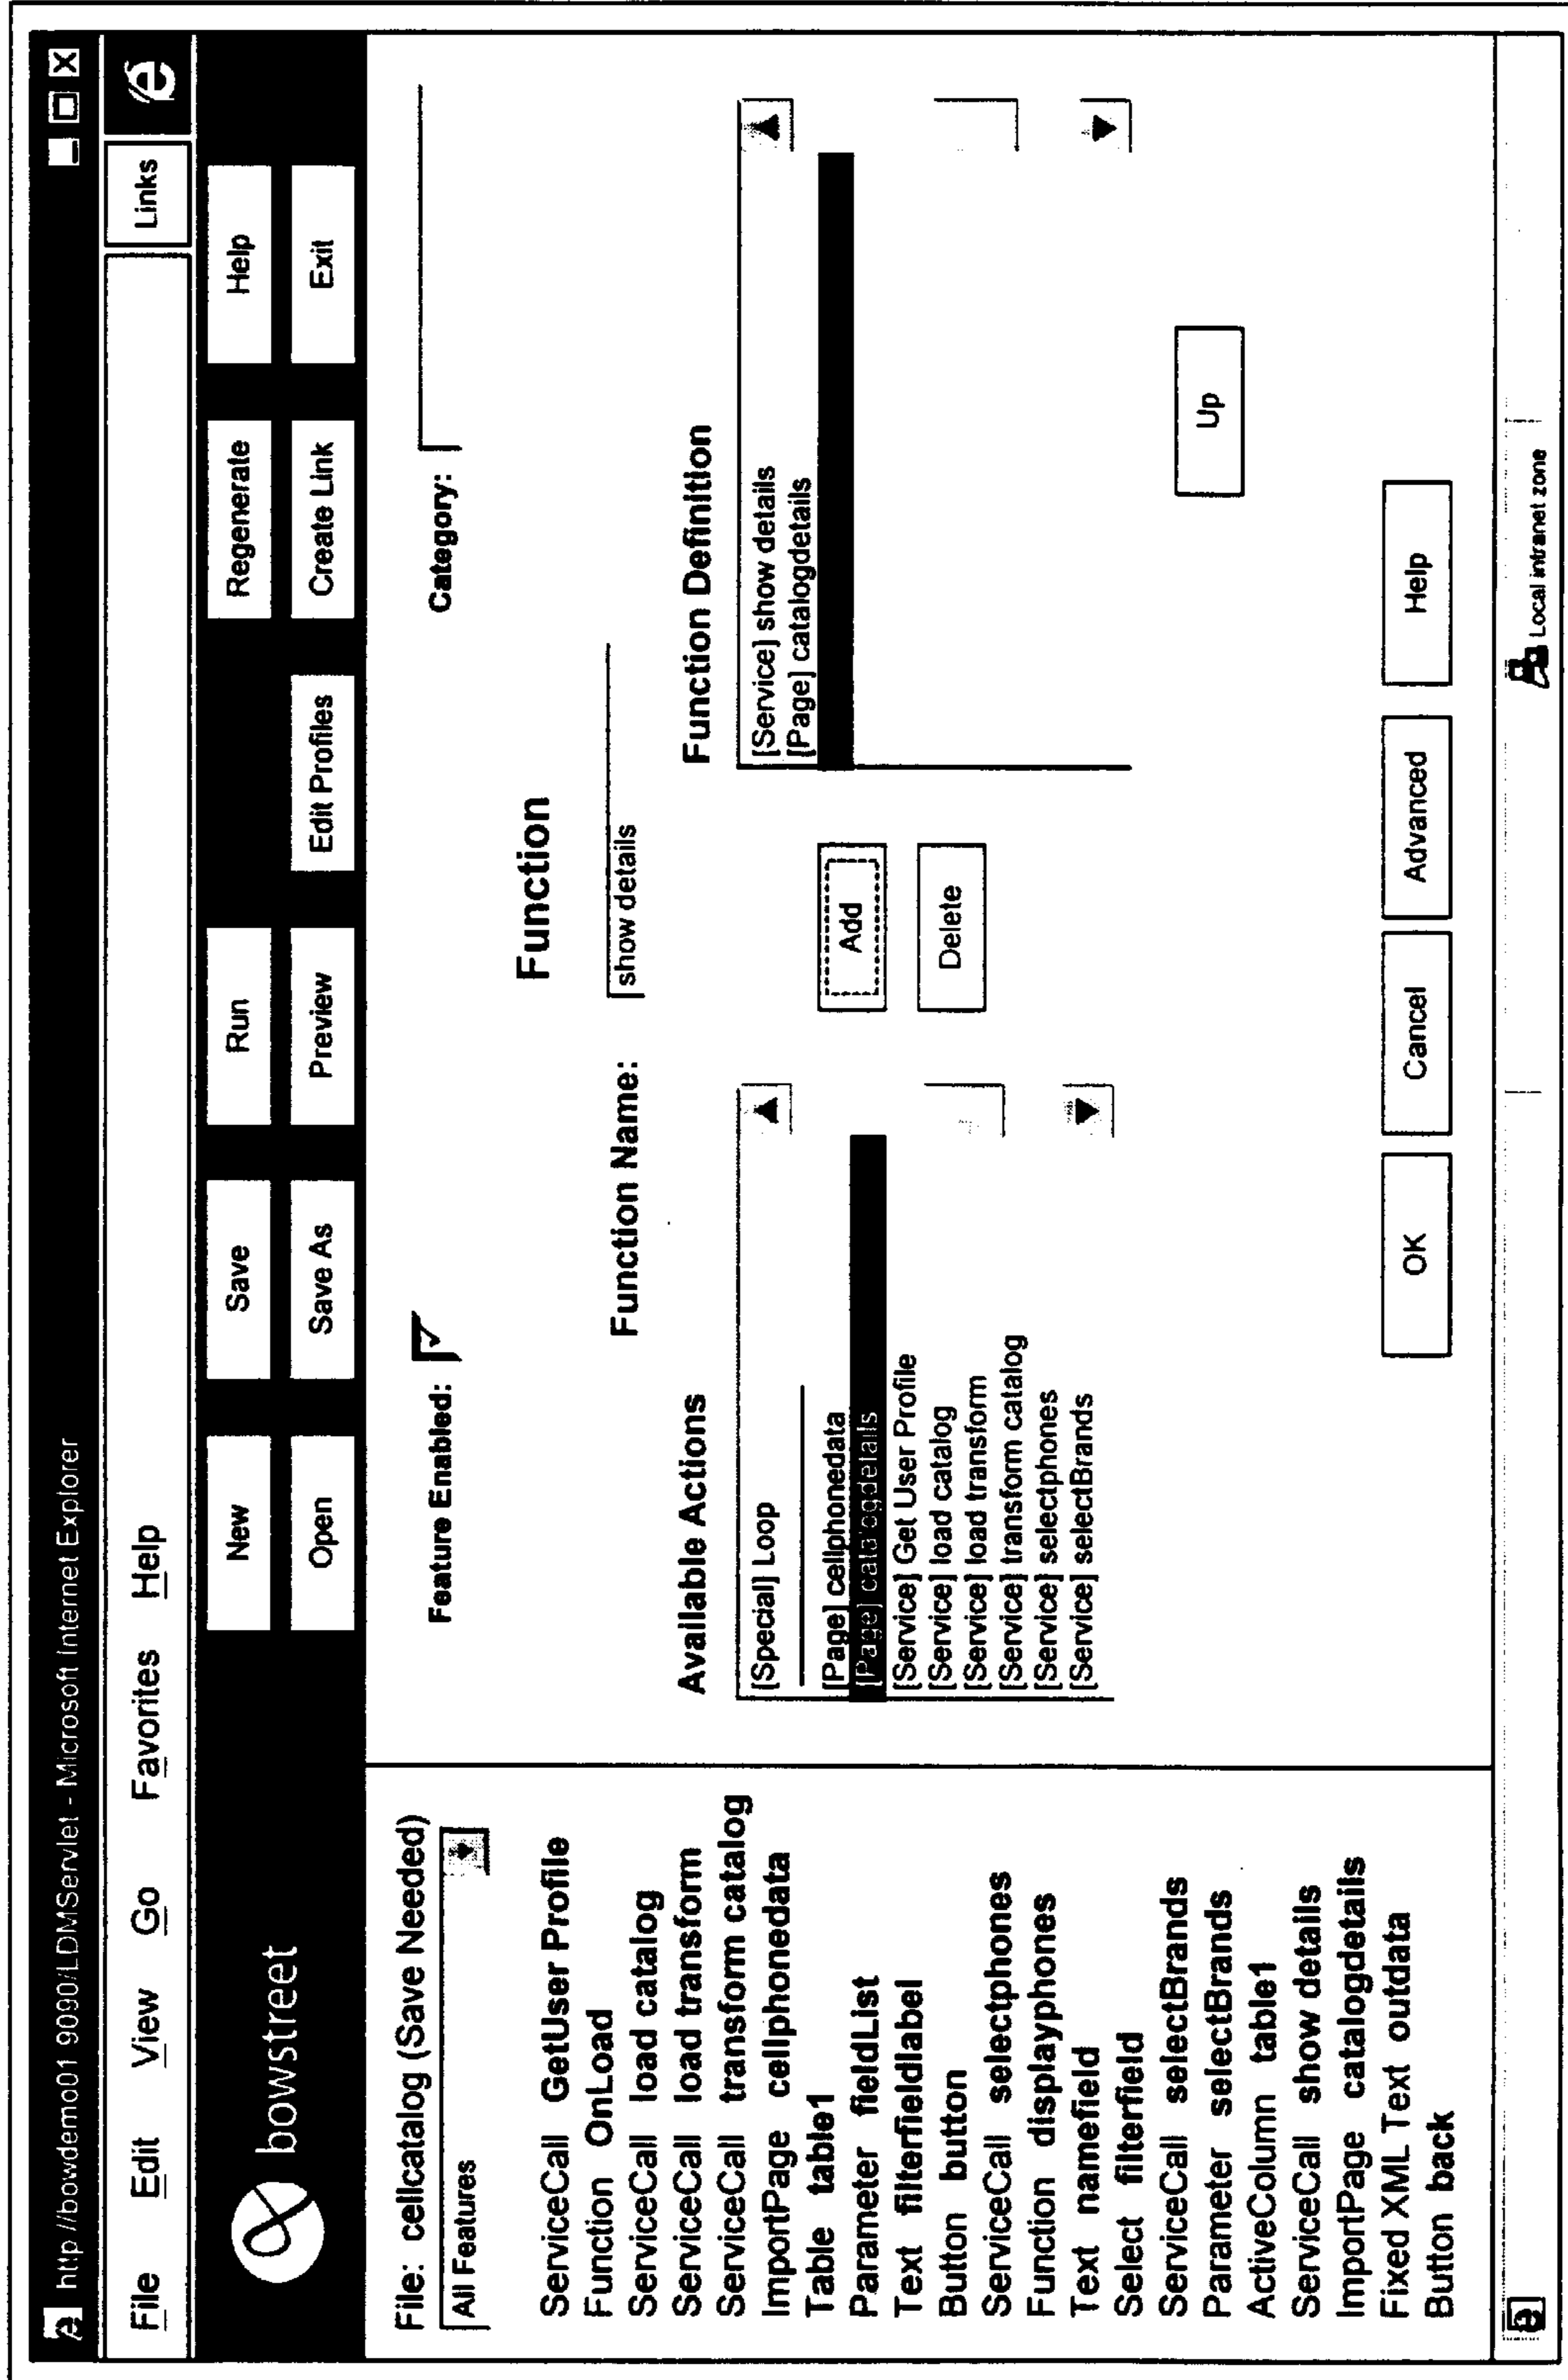 http://bowdemo01 9090/LDMServlet - Microsoft Internet Explorer
File Edit View Go Favorites Help
Links
bowstreet
New Save Run Regenerate Help
Open Save As Preview Edit Profiles Create Link Exit
File: cellcatalog (Save Needed)
All Features
ServiceCall GetUser Profile
Function OnLoad
ServiceCall load catalog
ServiceCall load transform
ServiceCall transform catalog
ImportPage cellphonedata
Table table1
Parameter fieldList
Text filterfieldlabel
Button button
ServiceCall selectphones
Function displayphones
Text namefield
Select filterfield
ServiceCall selectBrands
Parameter selectBrands
ActiveColumn table1
ServiceCall show details
ImportPage catalogdetails
Fixed XML Text outdata
Button back
Feature Enabled:
Category:
Function
Function Name: show details
Available Actions
[Special] Loop
[Page] cellphonedata
[Page] catalogdetails
[Service] Get User Profile
[Service] load catalog
[Service] load transform
[Service] transform catalog
[Service] selectphones
[Service] selectBrands
Add
Delete
Function Definition
[Service] show details
[Page] catalogdetails
Up
OK Cancel Advanced Help
Local intranet zone